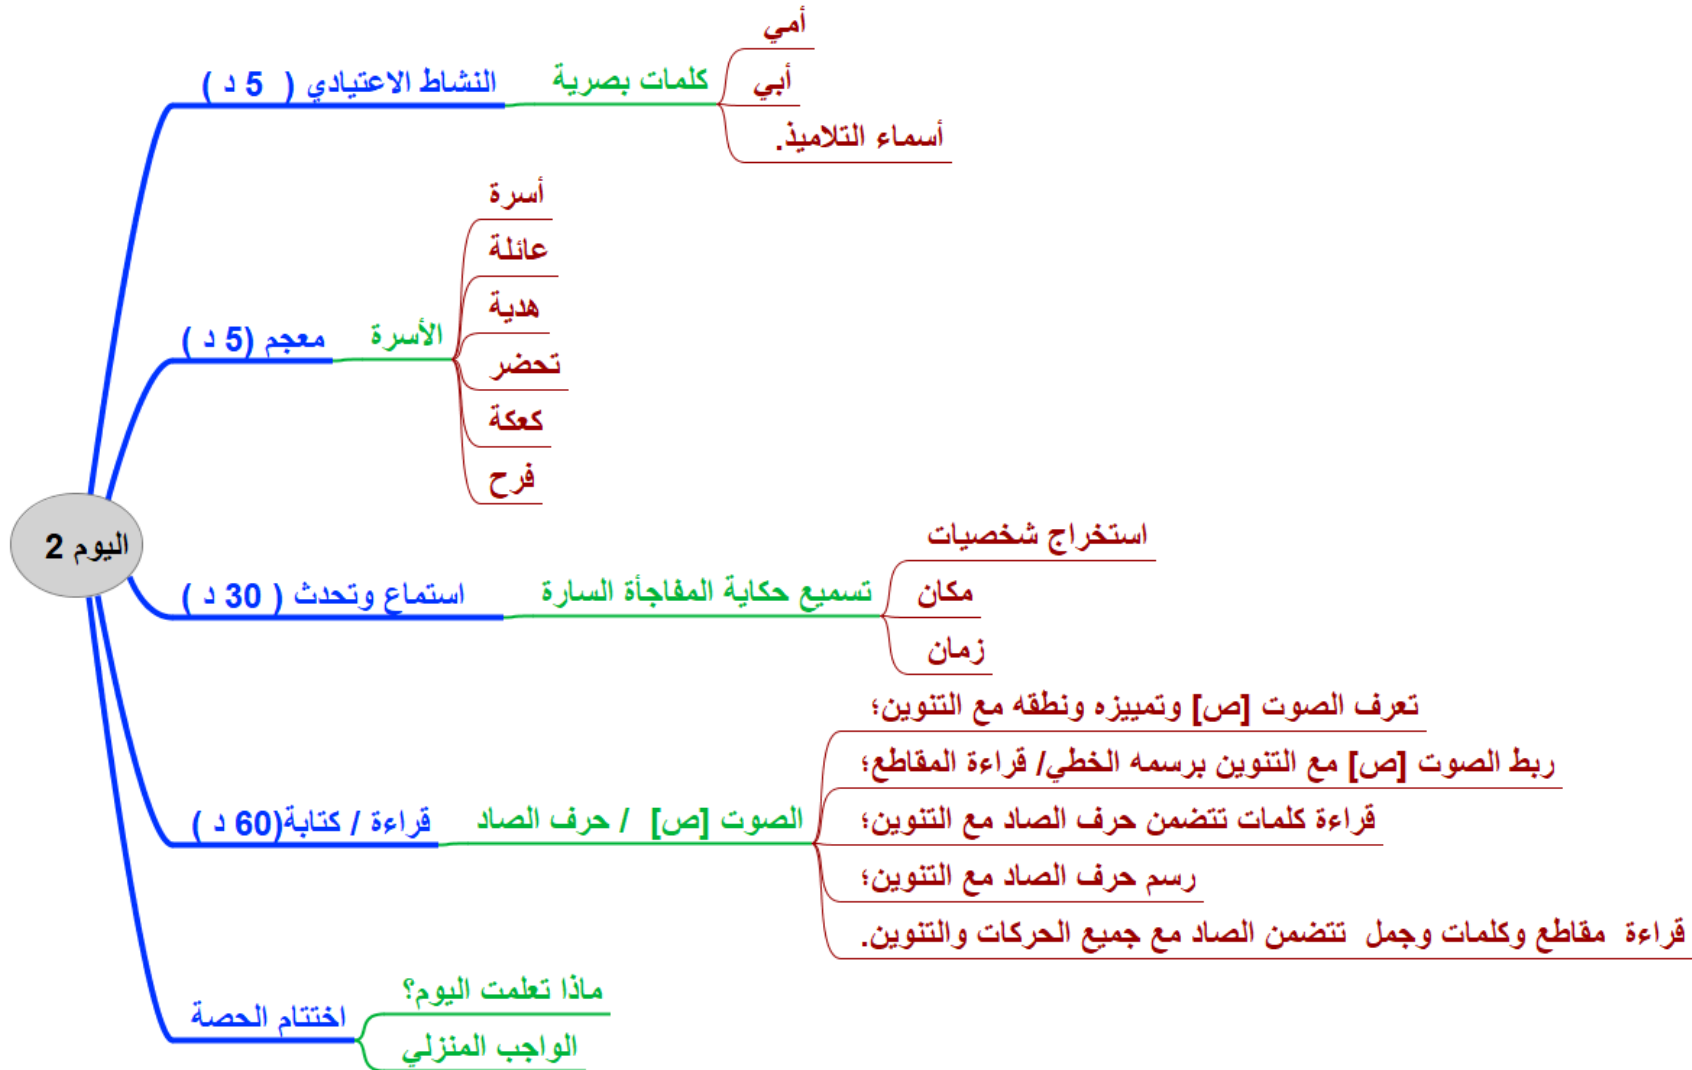 اليوم 2
النشاط الاعتيادي ( 5 د )
كلمات بصرية
أمي
أبي
أسماء التلاميذ.
معجم (5 د )
الأسرة
أسرة
عائلة
هدية
تحضر
كعكة
فرح
استماع وتحدث ( 30 د )
تسميع حكاية المفاجأة السارة
استخراج شخصيات
مكان
زمان
قراءة / كتابة(60 د )
الصوت [ص] / حرف الصاد
تعرف الصوت [ص] وتمييزه ونطقه مع التنوين؛
ربط الصوت [ص] مع التنوين برسمه الخطي/ قراءة المقاطع؛
قراءة كلمات تتضمن حرف الصاد مع التنوين؛
رسم حرف الصاد مع التنوين؛
قراءة مقاطع وكلمات وجمل تتضمن الصاد مع جميع الحركات والتنوين.
اختتام الحصة
ماذا تعلمت اليوم؟
الواجب المنزلي